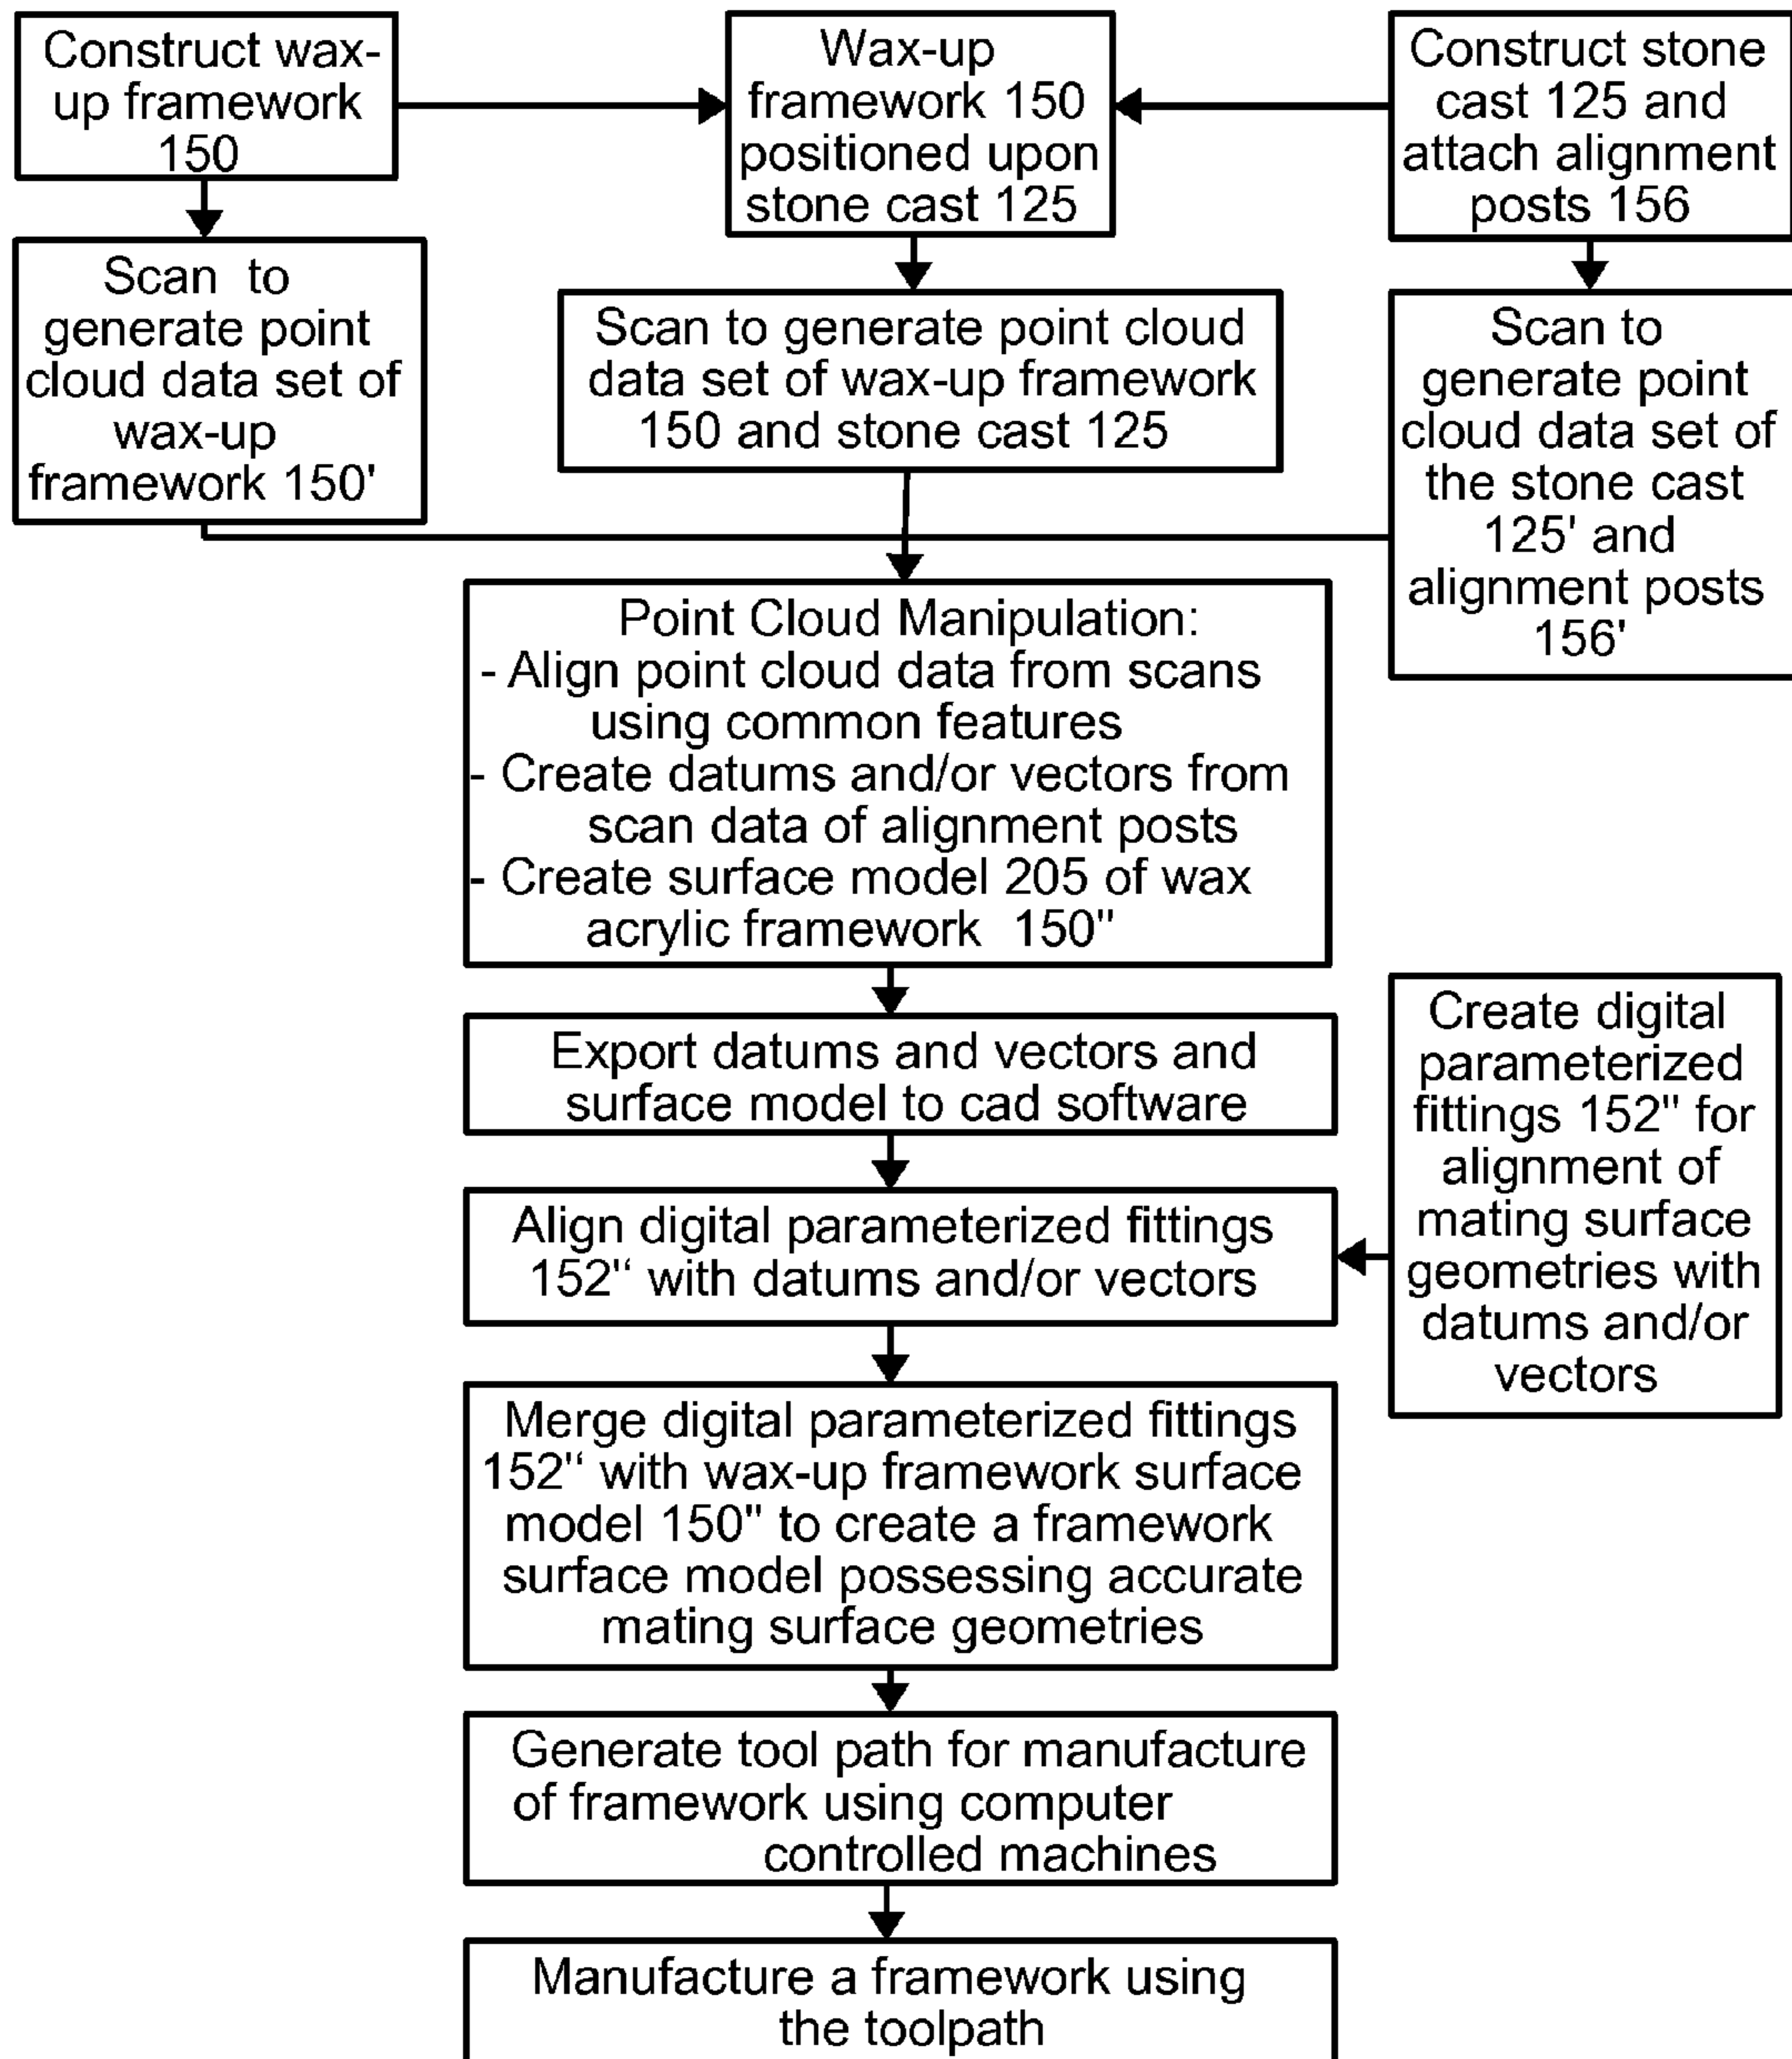 Construct wax-
up framework
150
Wax-up
framework 150
positioned upon
stone cast 125
Construct stone
cast 125 and
attach alignment
posts 156
Scan to
generate point
cloud data set of
wax-up
framework 150'
Scan to generate point cloud
data set of wax-up framework
150 and stone cast 125
Scan to
generate point
cloud data set of
the stone cast
125' and
alignment posts
156'
Point Cloud Manipulation:
- Align point cloud data from scans
using common features
- Create datums and/or vectors from
scan data of alignment posts
- Create surface model 205 of wax
acrylic framework 150"
Export datums and vectors and
surface model to cad software
Create digital
parameterized
fittings 152" for
alignment of
mating surface
geometries with
datums and/or
vectors
Align digital parameterized fittings
152“ with datums and/or vectors
Merge digital parameterized fittings
152“ with wax-up framework surface
model 150" to create a framework
surface model possessing accurate
mating surface geometries
Generate tool path for manufacture
of framework using computer
controlled machines
Manufacture a framework using
the toolpath